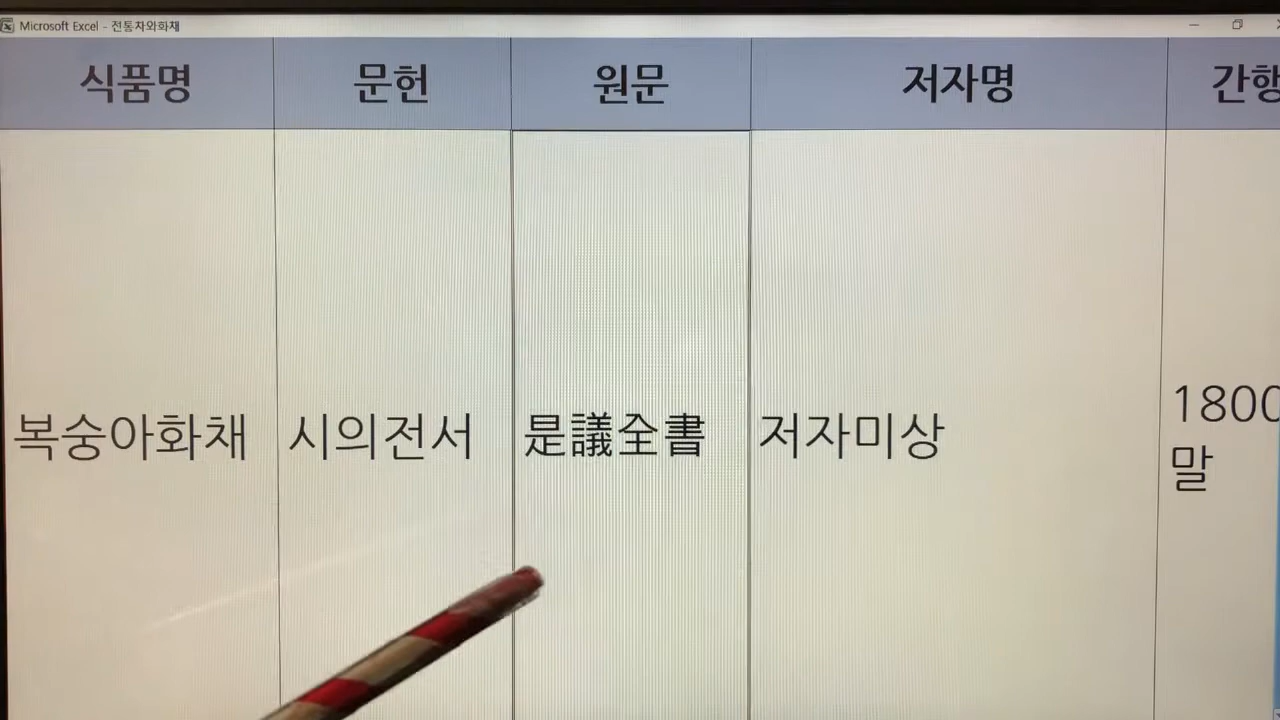 Microsoft Excel - 전통차와화채
식품명 문헌 원문 저자명 간행
복숭아화채 시의전서 是議全書 저자미상 1800
말